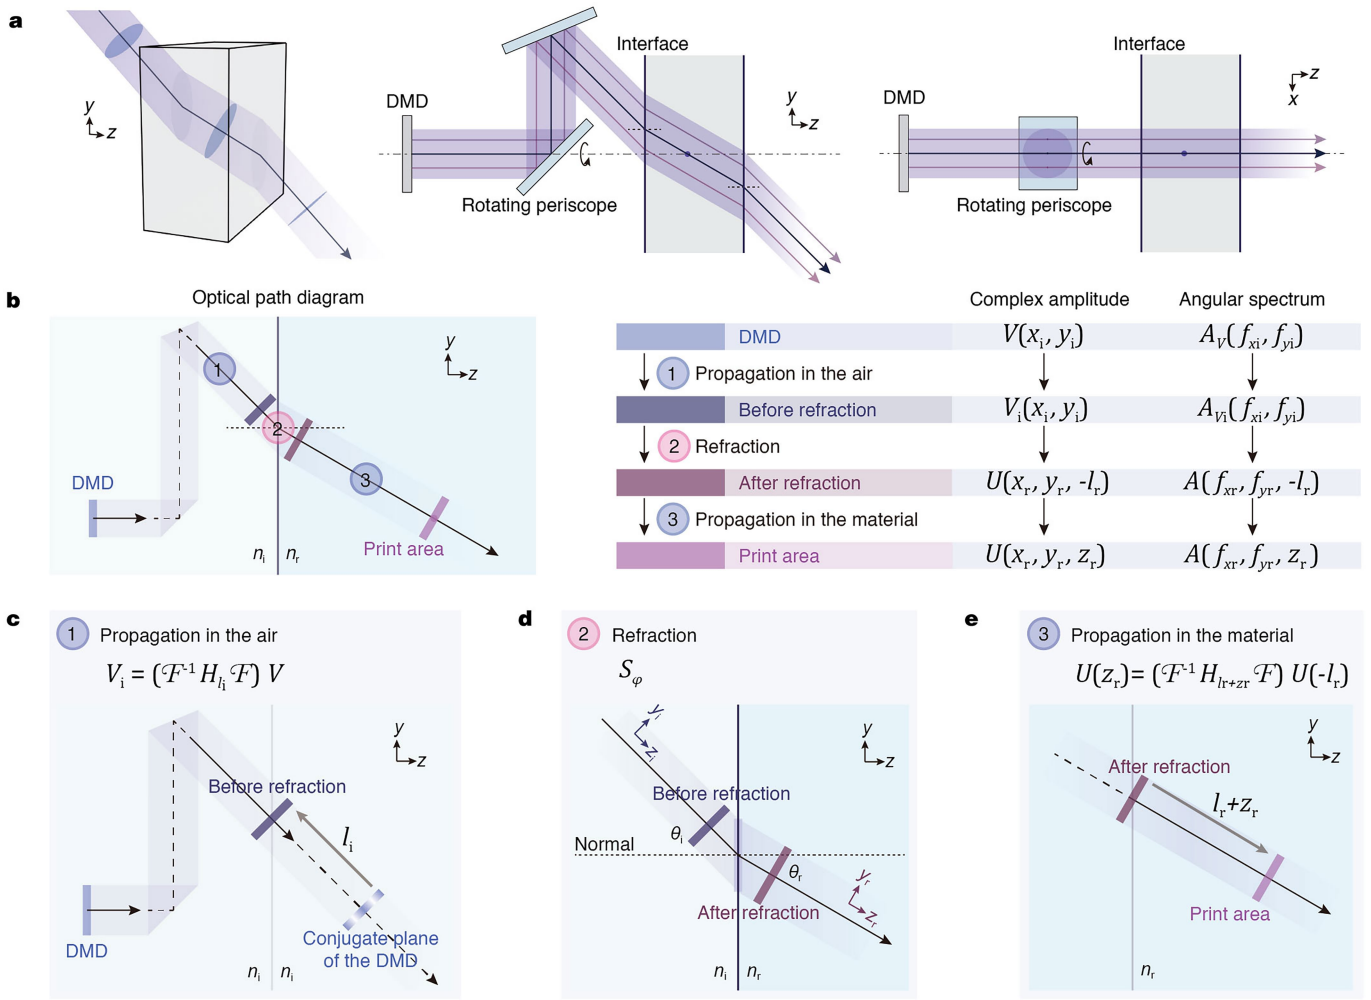 a
y
z
DMD
Rotating periscope
Interface
y
z
DMD
Rotating periscope
Interface
z
x
b
Optical path diagram
1
2
3
y
z
DMD
Print area
nᵢ nᵣ
Complex amplitude Angular spectrum
DMD V(xᵢ, yᵢ) A_V(f_xi, f_yi)
1 Propagation in the air
Before refraction Vᵢ(xᵢ, yᵢ) A_Vi(f_xi, f_yi)
2 Refraction
After refraction U(xᵣ, yᵣ, -lᵣ) A(f_xr, f_yr, -lᵣ)
3 Propagation in the material
Print area U(xᵣ, yᵣ, zᵣ) A(f_xr, f_yr, zᵣ)
c
1 Propagation in the air
Vᵢ = (ℱ⁻¹ H_li ℱ) V
y
z
Before refraction
lᵢ
DMD
Conjugate plane
of the DMD
nᵢ nᵢ
d
2 Refraction
S_φ
yᵢ
zᵢ
y
z
Before refraction
θᵢ
Normal
θᵣ
yᵣ
zᵣ
After refraction
nᵢ nᵣ
e
3 Propagation in the material
U(zᵣ)= (ℱ⁻¹ H_lr+zr ℱ) U(-lᵣ)
y
z
After refraction
lᵣ+zᵣ
Print area
nᵣ